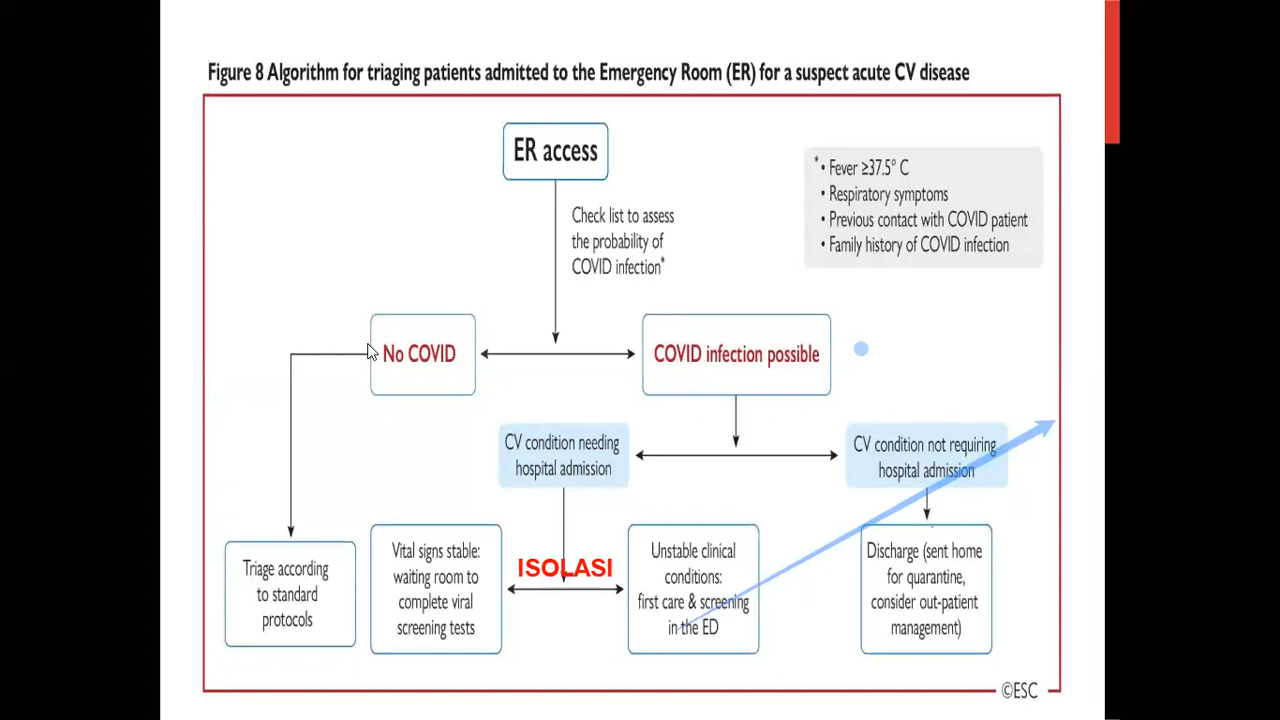 Figure 8 Algorithm for triaging patients admitted to the Emergency Room (ER) for a suspect acute CV disease
ER access
* • Fever ≥37.5° C
• Respiratory symptoms
• Previous contact with COVID patient
• Family history of COVID infection
Check list to assess
the probability of
COVID infection*
No COVID
COVID infection possible
CV condition needing
hospital admission
CV condition not requiring
hospital admission
Triage according
to standard
protocols
Vital signs stable:
waiting room to
complete viral
screening tests
ISOLASI
Unstable clinical
conditions:
first care & screening
in the ED
Discharge (sent home
for quarantine,
consider out-patient
management)
©ESC